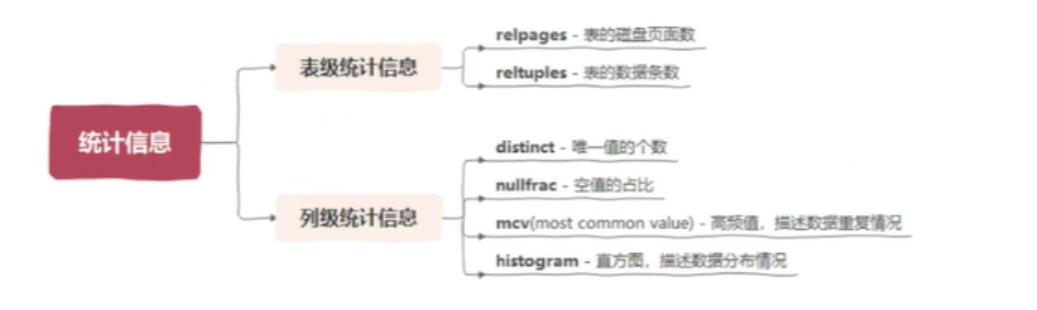 统计信息
表级统计信息
relpages - 表的磁盘页面数
reltuples - 表的数据条数
列级统计信息
distinct - 唯一值的个数
nullfrac - 空值的占比
mcv(most common value) - 高频值，描述数据重复情况
histogram - 直方图，描述数据分布情况